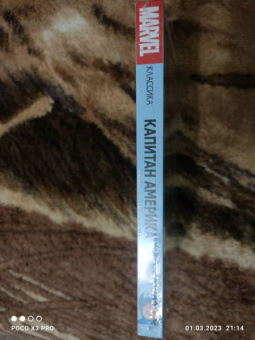 MARVEL
КЛАССИКА
КАПИТАН АМЕРИКА
POCO X3 PRO
01.03.2023 21:14